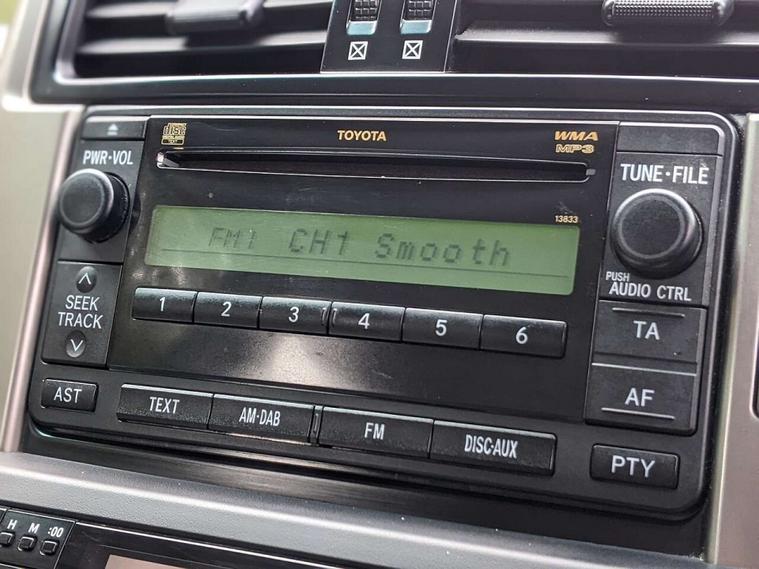 TOYOTA
WMA
MP3
PWR·VOL
TUNE·FILE
13833
FM1 CH1 Smooth
PUSH
AUDIO CTRL
SEEK
TRACK
1 2 3 4 5 6
TA
AF
AST
TEXT
AM·DAB
FM
DISC·AUX
PTY
H M :00